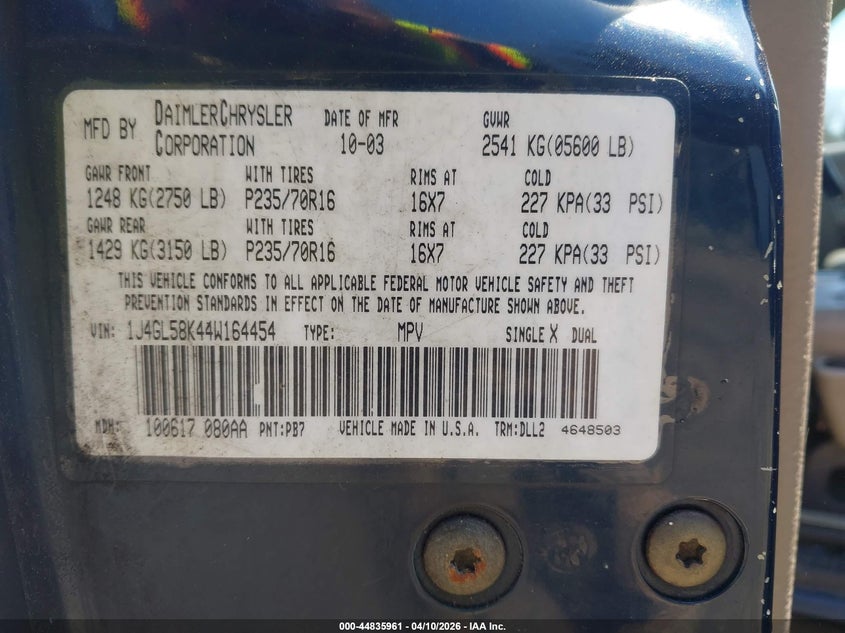 MFD BY DAIMLERCHRYSLER CORPORATION DATE OF MFR 10-03 GVWR 2541 KG(05600 LB)
GAWR FRONT WITH TIRES RIMS AT COLD
1248 KG(2750 LB) P235/70R16 16X7 227 KPA(33 PSI)
GAWR REAR WITH TIRES RIMS AT COLD
1429 KG(3150 LB) P235/70R16 16X7 227 KPA(33 PSI)
THIS VEHICLE CONFORMS TO ALL APPLICABLE FEDERAL MOTOR VEHICLE SAFETY AND THEFT
PREVENTION STANDARDS IN EFFECT ON THE DATE OF MANUFACTURE SHOWN ABOVE.
VIN: 1J4GL58K44W164454 TYPE: MPV SINGLE X DUAL
MDH: 100617 080AA PNT:PB7 VEHICLE MADE IN U.S.A. TRM:DLL2 4648503
000-44835961 - 04/10/2026 - IAA Inc.